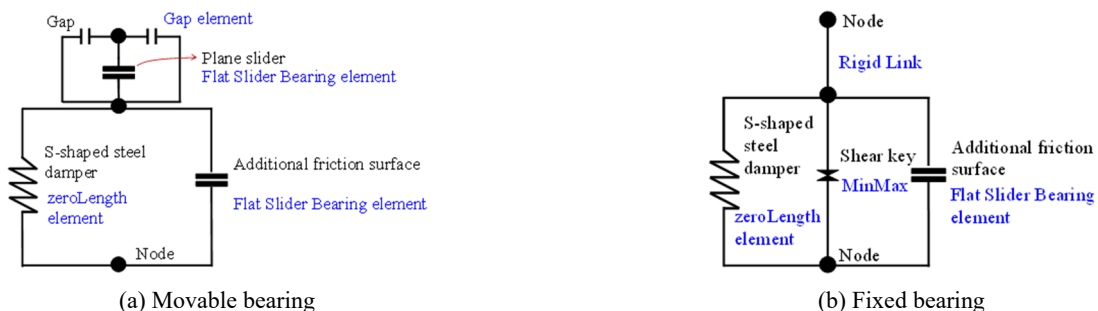 Gap
Gap element
Plane slider
Flat Slider Bearing element
S-shaped steel
damper
zeroLength
element
Additional friction surface
Flat Slider Bearing element
Node
(a) Movable bearing
Node
Rigid Link
S-shaped
steel
damper
zeroLength
element
Shear key
MinMax
Additional friction
surface
Flat Slider Bearing
element
Node
(b) Fixed bearing